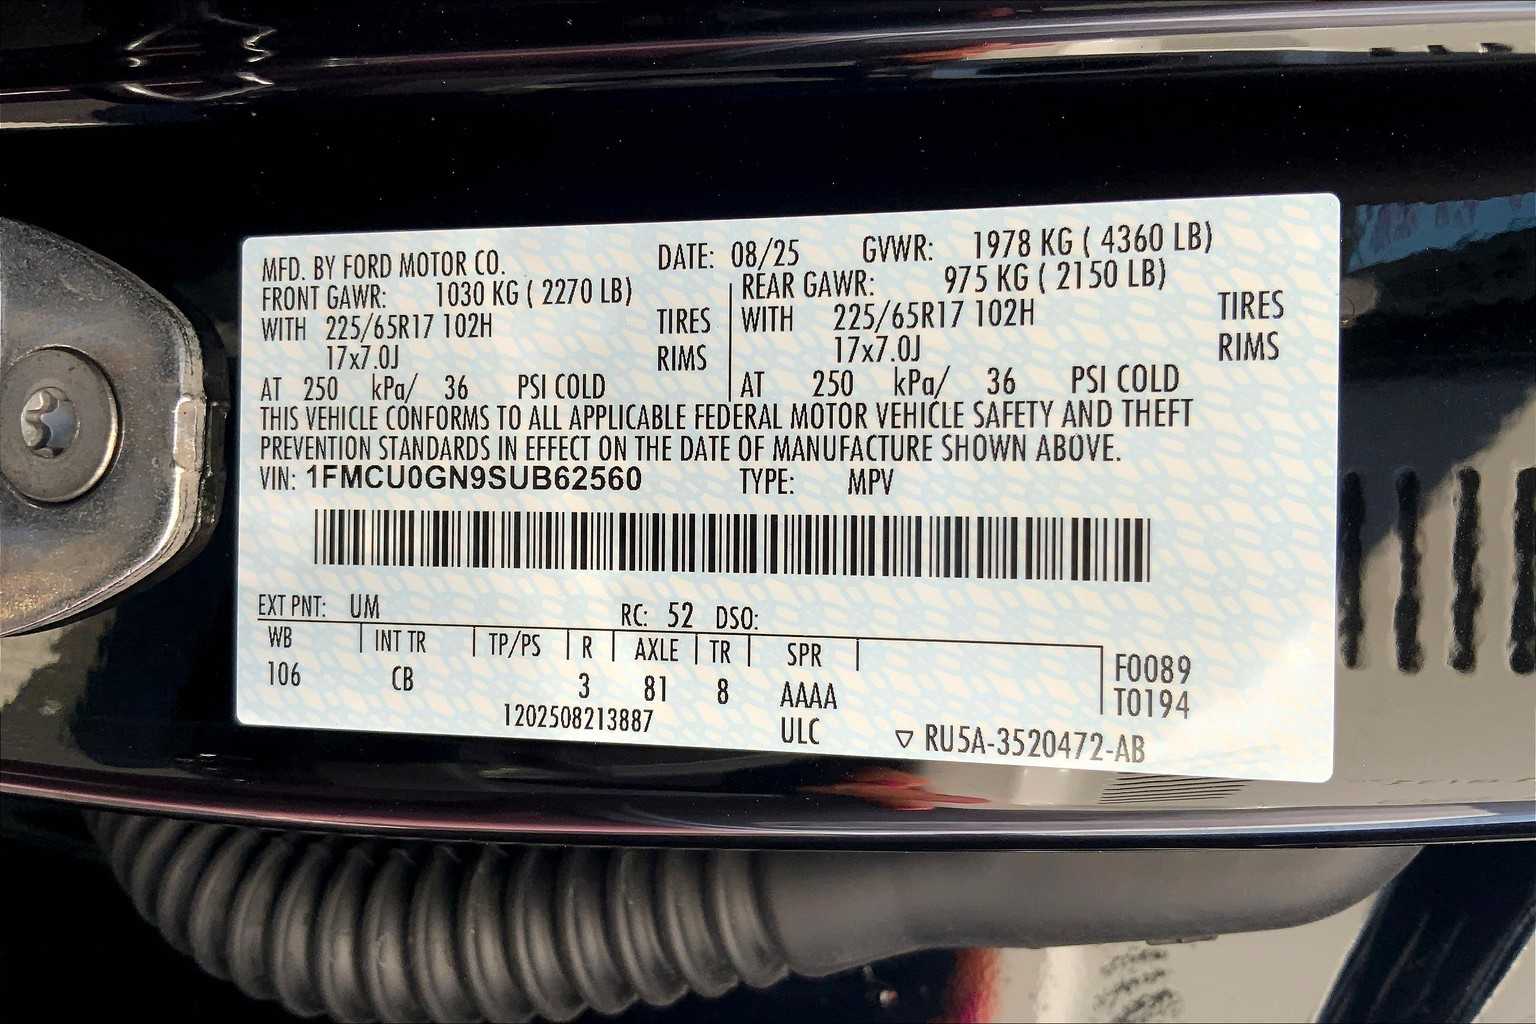 MFD. BY FORD MOTOR CO. DATE: 08/25 GVWR: 1978 KG ( 4360 LB)
FRONT GAWR: 1030 KG ( 2270 LB) REAR GAWR: 975 KG ( 2150 LB)
WITH 225/65R17 102H TIRES WITH 225/65R17 102H TIRES
17x7.0J RIMS 17x7.0J RIMS
AT 250 kPa/ 36 PSI COLD AT 250 kPa/ 36 PSI COLD
THIS VEHICLE CONFORMS TO ALL APPLICABLE FEDERAL MOTOR VEHICLE SAFETY AND THEFT
PREVENTION STANDARDS IN EFFECT ON THE DATE OF MANUFACTURE SHOWN ABOVE.
VIN: 1FMCU0GN9SUB62560 TYPE: MPV
EXT PNT: UM RC: 52 DSO:
WB INT TR TP/PS R AXLE TR SPR F0089
106 CB 3 81 8 AAAA T0194
1202508213887 ULC ▽ RU5A-3520472-AB